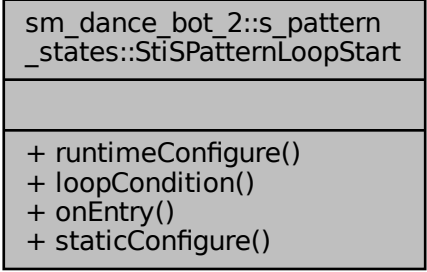 sm_dance_bot_2::s_pattern
_states::StiSPatternLoopStart
+ runtimeConfigure()
+ loopCondition()
+ onEntry()
+ staticConfigure()